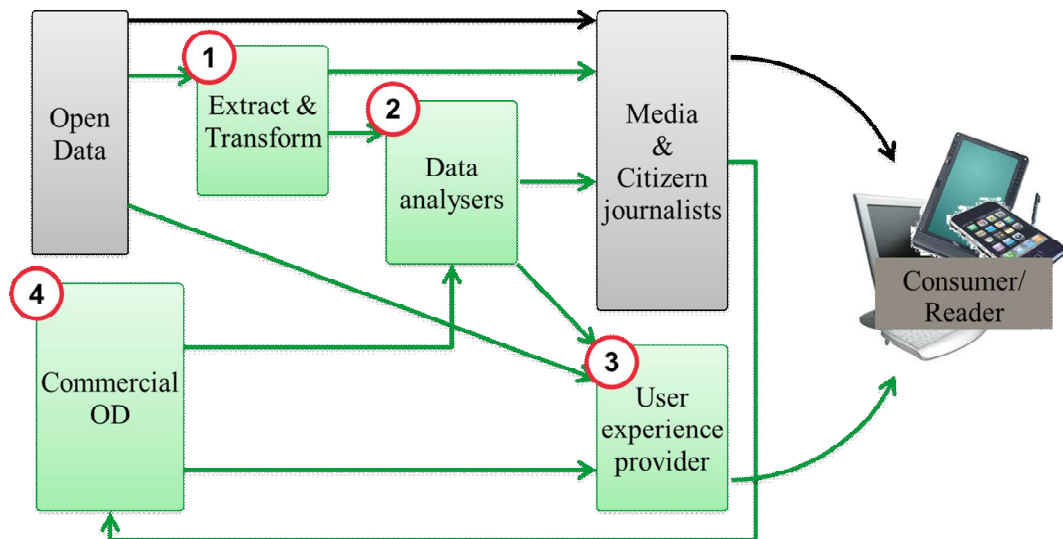 Open
Data
1
Extract &
Transform
2
Data
analysers
Media
&
Citizern
journalists
Consumer/
Reader
4
Commercial
OD
3
User
experience
provider